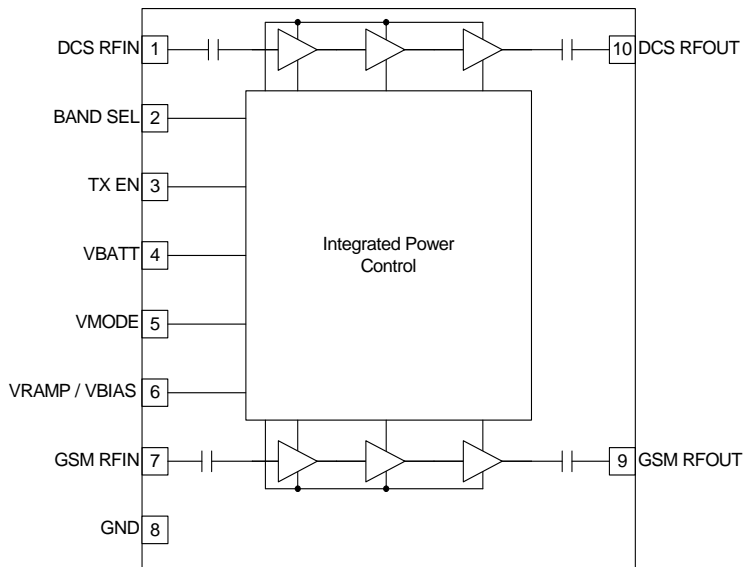 DCS RFIN 1
10 DCS RFOUT
BAND SEL 2
TX EN 3
VBATT 4
Integrated Power
Control
VMODE 5
VRAMP / VBIAS 6
GSM RFIN 7
9 GSM RFOUT
GND 8